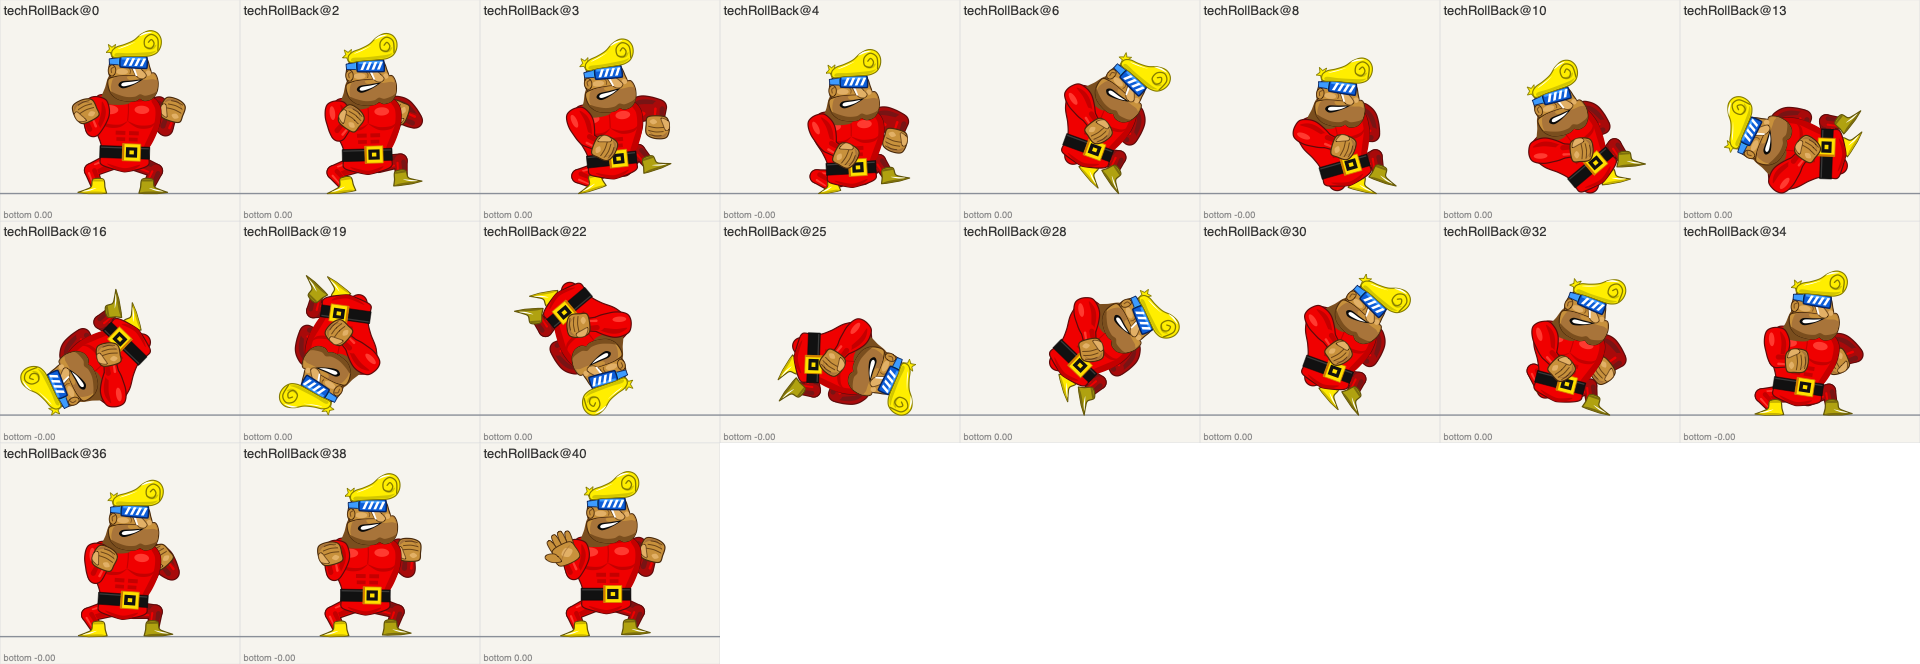 techRollBack@0
techRollBack@2
techRollBack@3
techRollBack@4
techRollBack@6
techRollBack@8
techRollBack@10
techRollBack@13
bottom 0.00
bottom 0.00
bottom 0.00
bottom -0.00
bottom 0.00
bottom -0.00
bottom 0.00
bottom 0.00
techRollBack@16
techRollBack@19
techRollBack@22
techRollBack@25
techRollBack@28
techRollBack@30
techRollBack@32
techRollBack@34
bottom -0.00
bottom 0.00
bottom 0.00
bottom -0.00
bottom 0.00
bottom 0.00
bottom 0.00
bottom -0.00
techRollBack@36
techRollBack@38
techRollBack@40
bottom -0.00
bottom -0.00
bottom 0.00